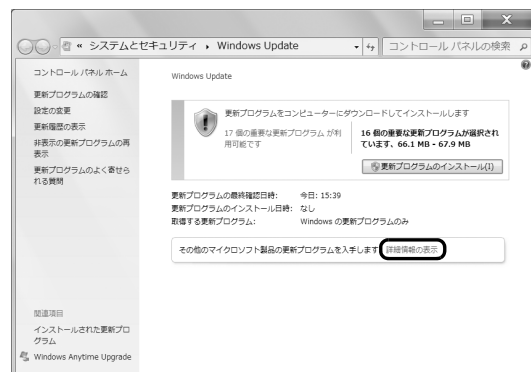 システムとセキュリティ ▸ Windows Update
コントロール パネルの検索
コントロール パネル ホーム
更新プログラムの確認
設定の変更
更新履歴の表示
非表示の更新プログラムの再
表示
更新プログラムのよく寄せら
れる質問
Windows Update
更新プログラムをコンピューターにダウンロードしてインストールします
17 個の重要な更新プログラム が利
用可能です
16 個の重要な更新プログラムが選択され
ています、66.1 MB - 67.9 MB
更新プログラムのインストール(I)
更新プログラムの最終確認日時: 今日: 15:39
更新プログラムのインストール日時: なし
取得する更新プログラム: Windows の更新プログラムのみ
その他のマイクロソフト製品の更新プログラムを入手します 詳細情報の表示
関連項目
インストールされた更新プロ
グラム
Windows Anytime Upgrade